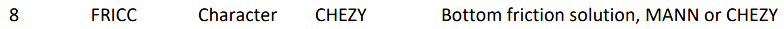 8 FRICC Character CHEZY Bottom friction solution, MANN or CHEZY